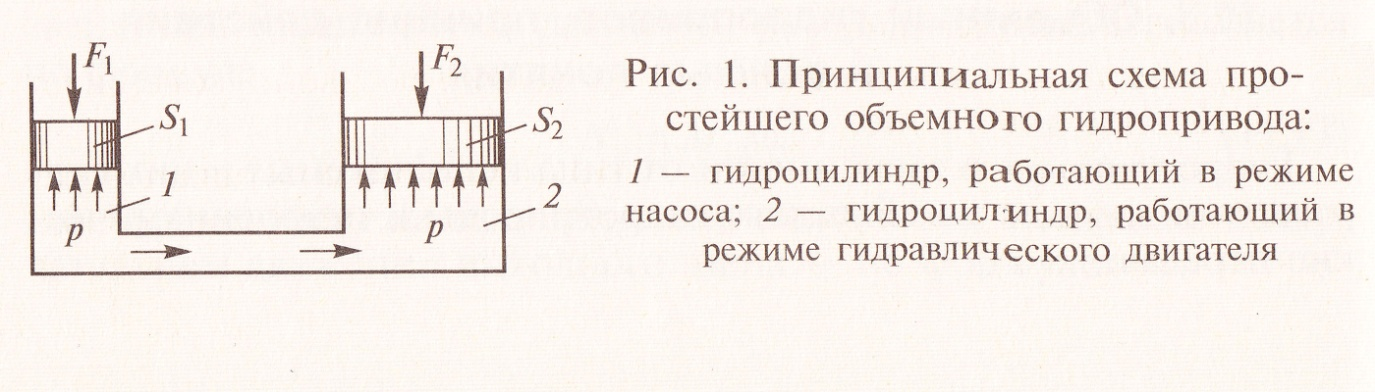 F1
F2
S1
S2
1
2
p
p
Рис. 1. Принципиальная схема про-
стейшего объемного гидропривода:
1 — гидроцилиндр, работающий в режиме
насоса; 2 — гидроцилиндр, работающий в
режиме гидравлического двигателя